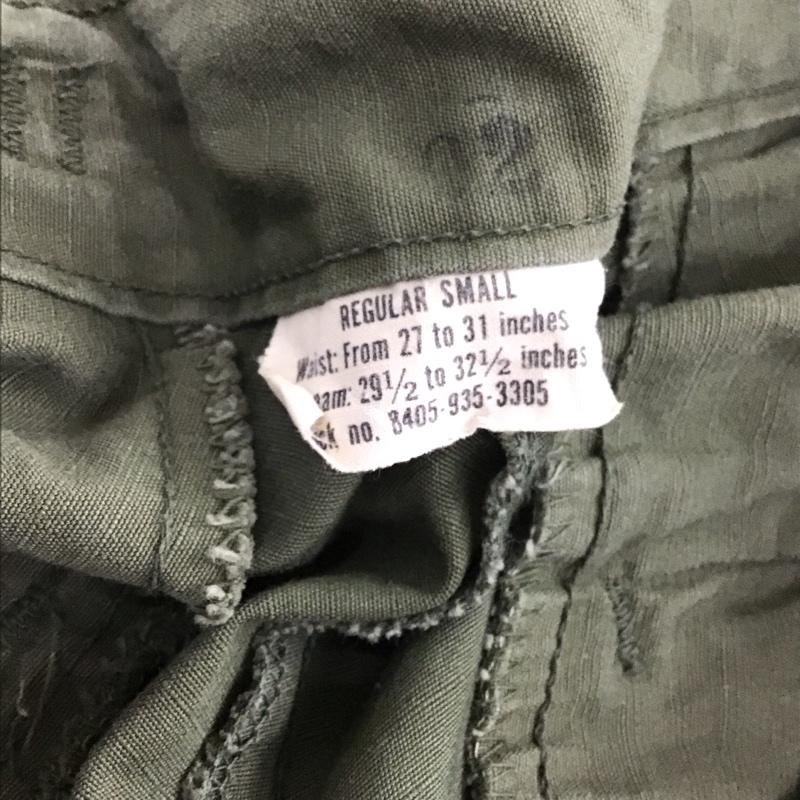 REGULAR SMALL
Waist: From 27 to 31 inches
eam: 29½ to 32½ inches
ck no. 8405-935-3305